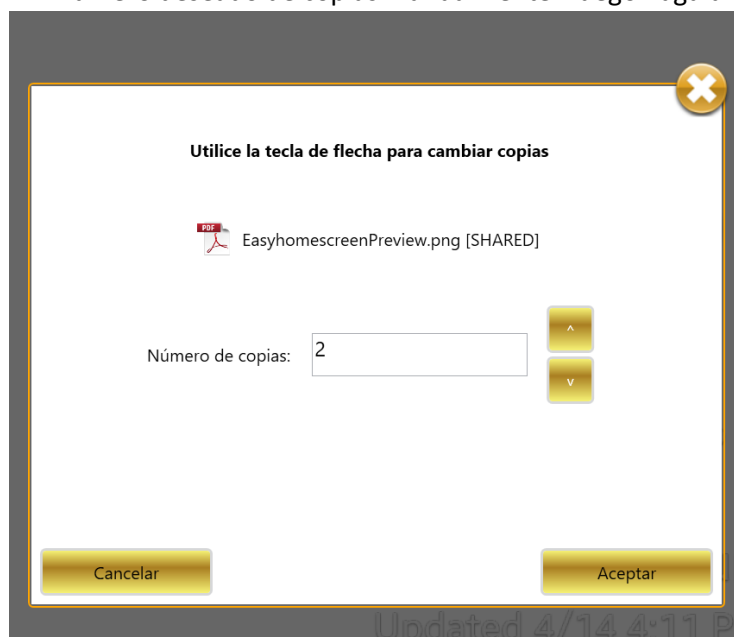 Utilice la tecla de flecha para cambiar copias
PDF
EasyhomescreenPreview.png [SHARED]
Número de copias:
2
^
v
Cancelar
Aceptar
Updated 4/14 4:11 P